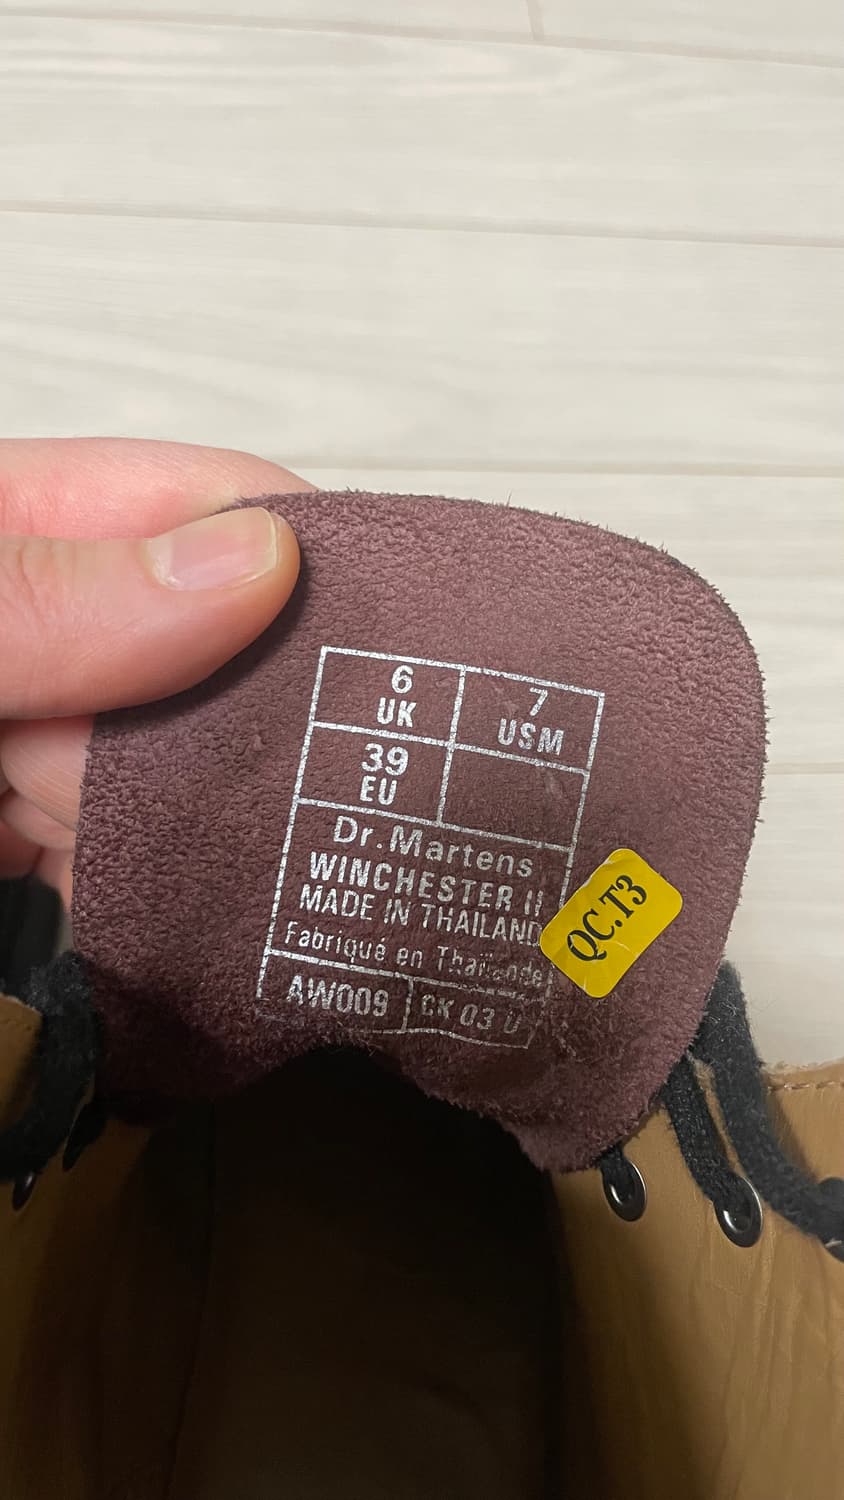 6
UK
7
USM
39
EU
Dr.Martens
WINCHESTER II
MADE IN THAILAND
Fabriqué en Thaïlande
AW009
CK 03 U
QC.T3